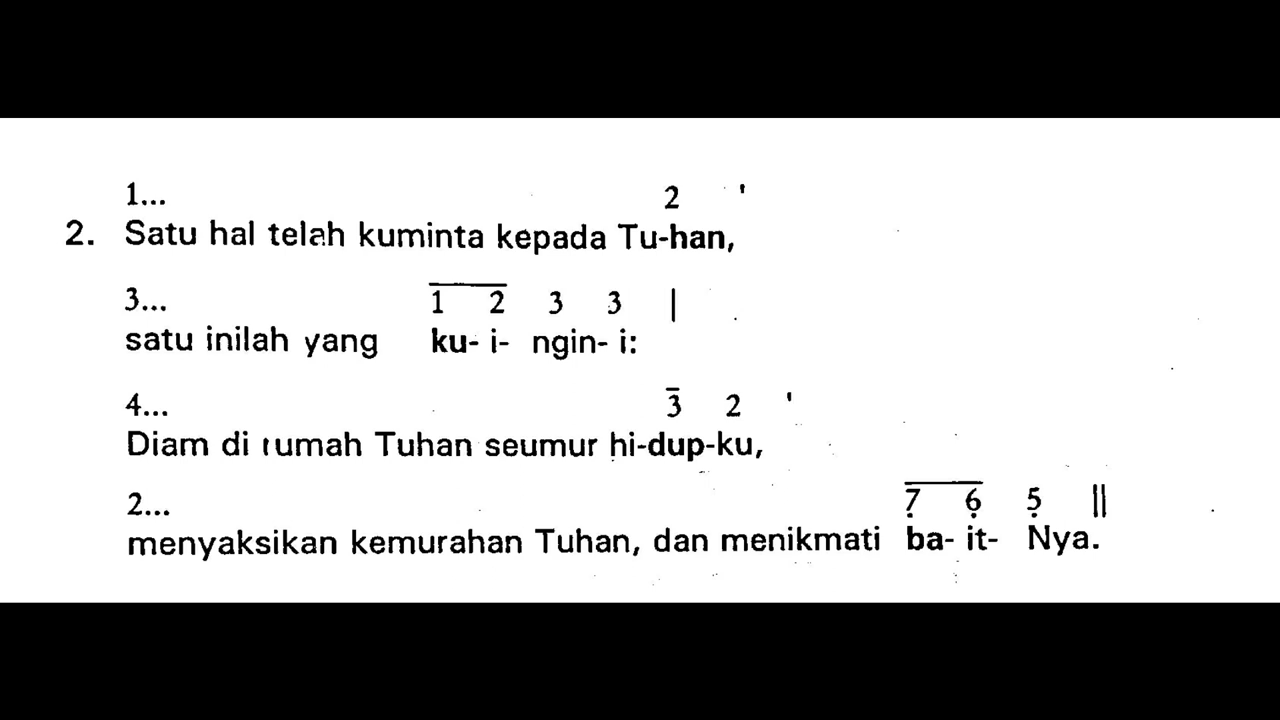 1... 2 '
2. Satu hal telah kuminta kepada Tu-han,
3... 1 2 3 3 |
satu inilah yang ku- i- ngin- i:
4... 3 2 '
Diam di rumah Tuhan seumur hi-dup-ku,
2... 7̣ 6̣ 5̣ ||
menyaksikan kemurahan Tuhan, dan menikmati ba- it- Nya.